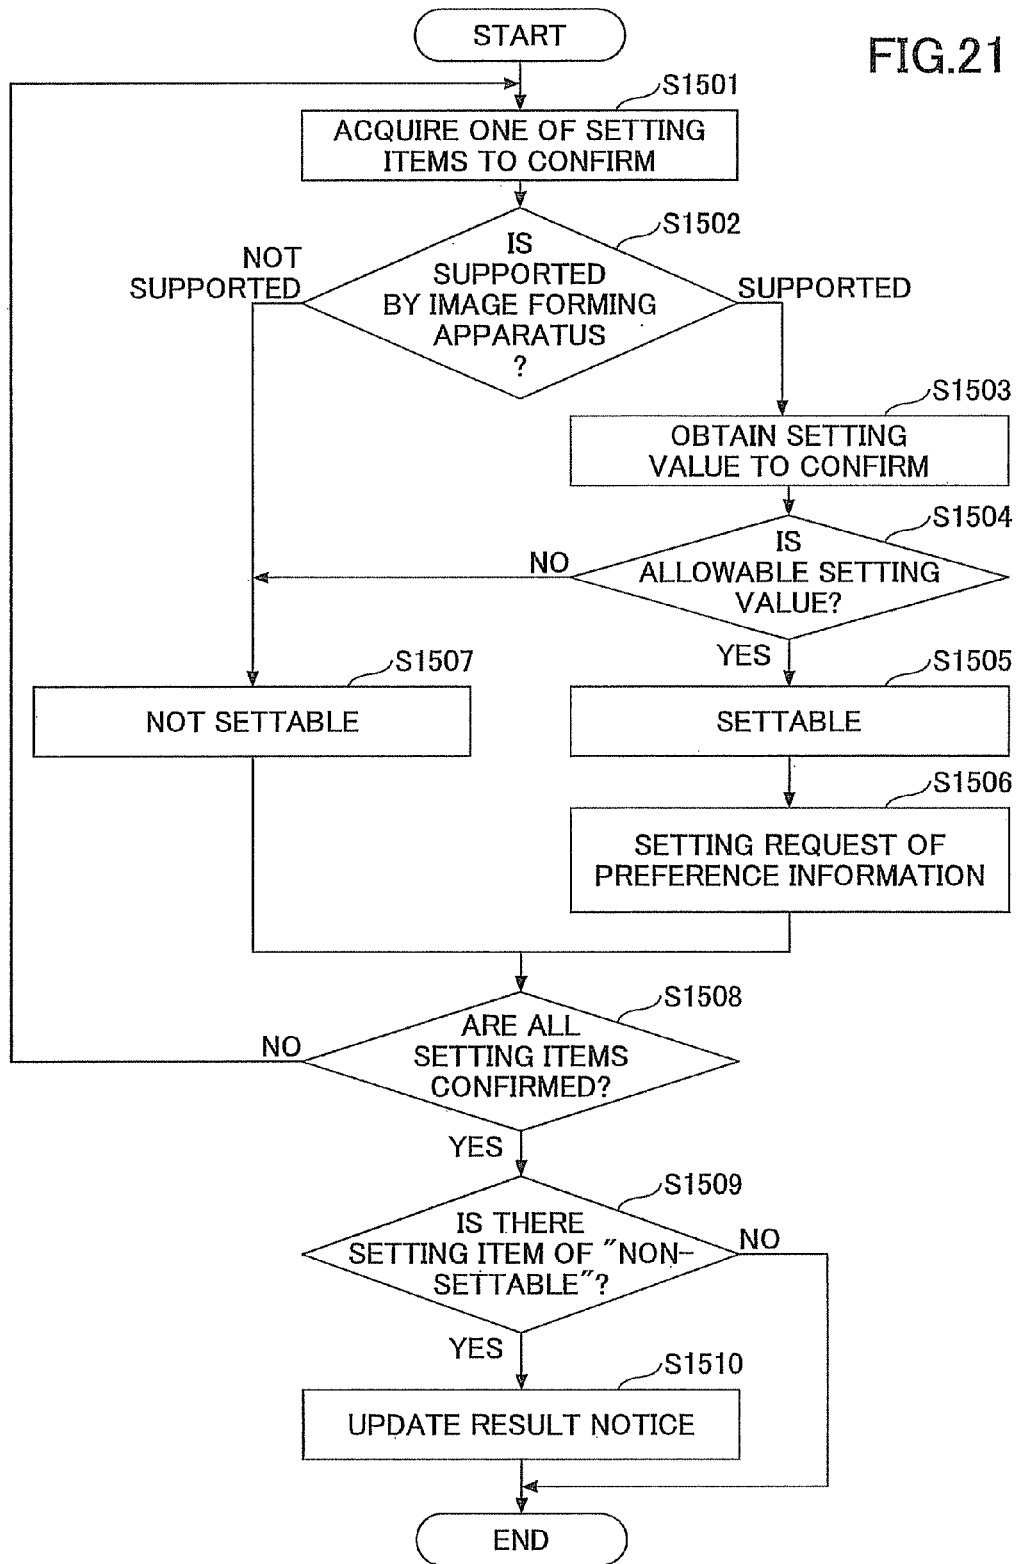 START
FIG.21
S1501
ACQUIRE ONE OF SETTING
ITEMS TO CONFIRM
S1502
IS
SUPPORTED
BY IMAGE FORMING
APPARATUS
?
NOT
SUPPORTED
SUPPORTED
S1503
OBTAIN SETTING
VALUE TO CONFIRM
S1504
IS
ALLOWABLE SETTING
VALUE?
NO
YES
S1507
NOT SETTABLE
S1505
SETTABLE
S1506
SETTING REQUEST OF
PREFERENCE INFORMATION
S1508
ARE ALL
SETTING ITEMS
CONFIRMED?
NO
YES
S1509
IS THERE
SETTING ITEM OF "NON-
SETTABLE"?
NO
YES
S1510
UPDATE RESULT NOTICE
END